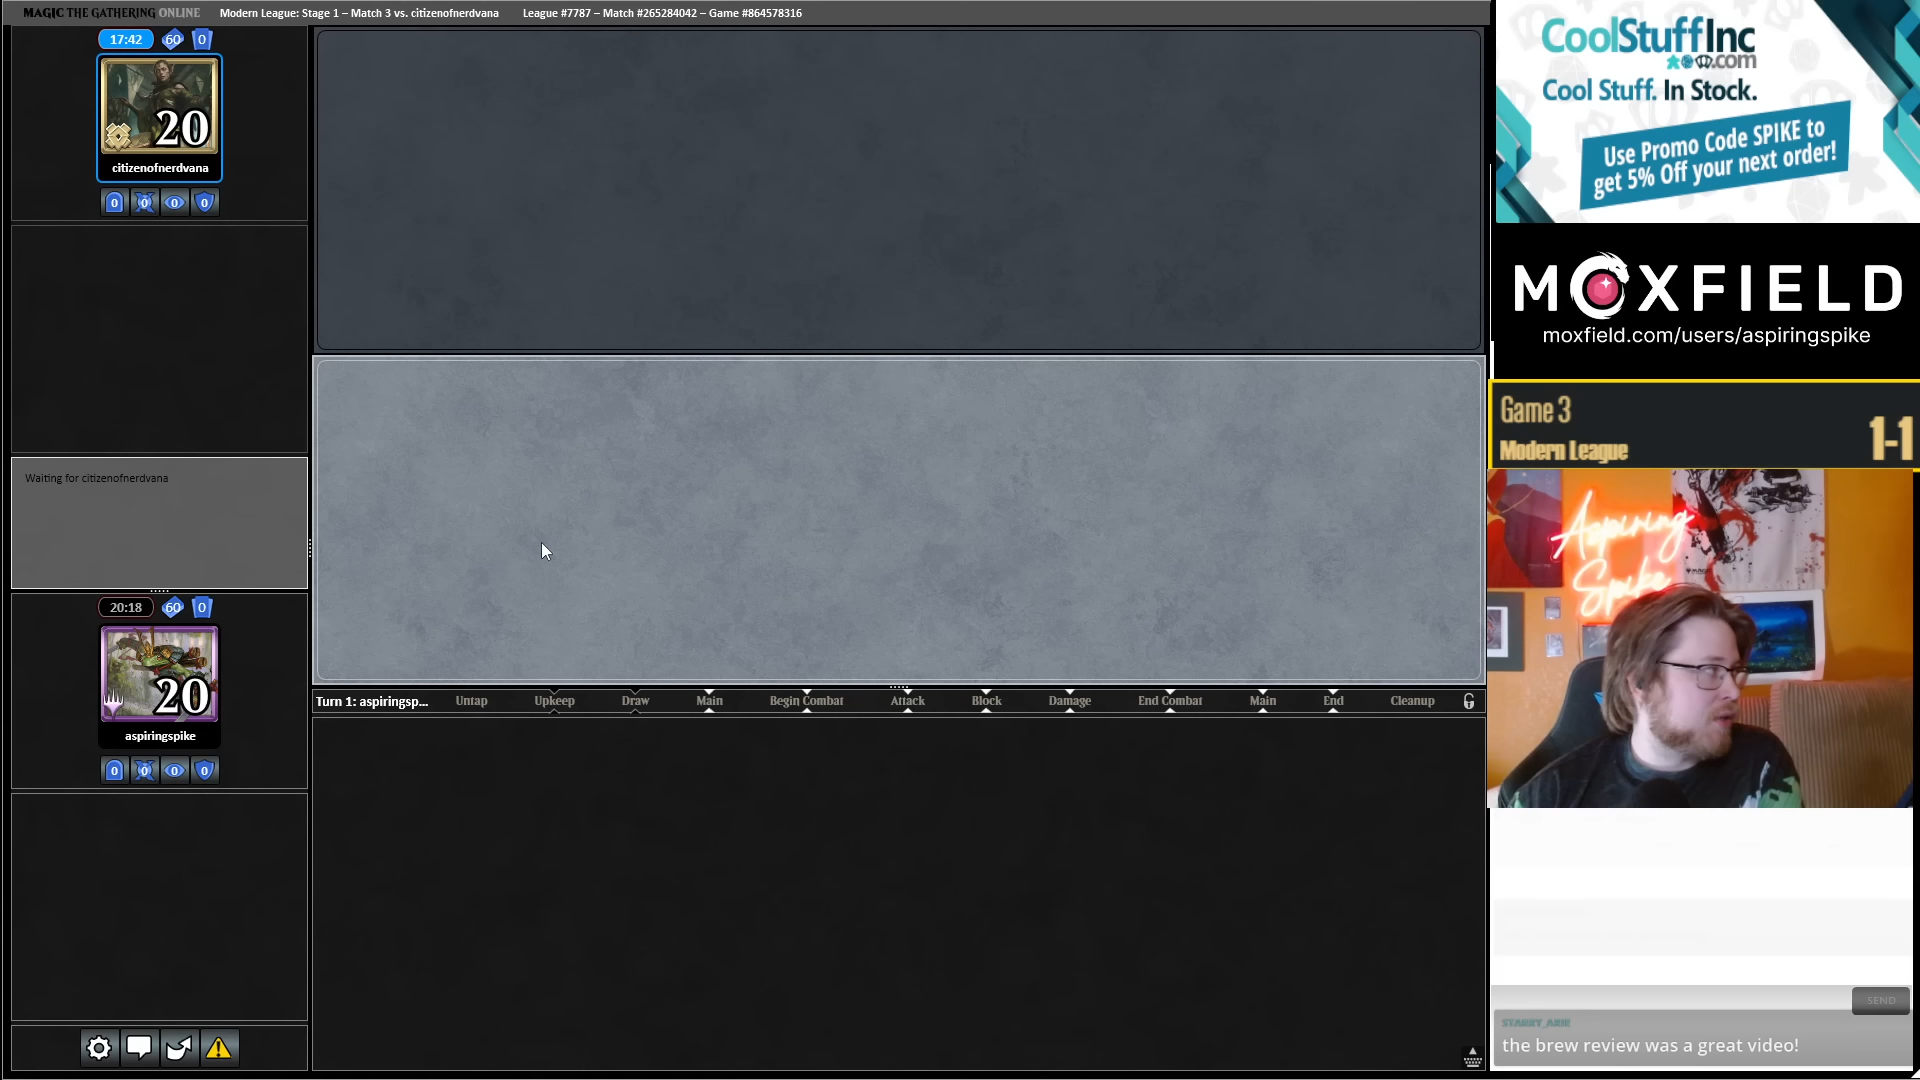 MAGIC THE GATHERING ONLINE
Modern League: Stage 1 – Match 3 vs. citizenofnerdvana
League #7787 – Match #265284042 – Game #864578316
17:42
60
0
20
citizenofnerdvana
0
0
0
0
Waiting for citizenofnerdvana
20:18
60
0
20
aspiringspike
0
0
0
0
Turn 1: aspiringsp...
Untap
Upkeep
Draw
Main
Begin Combat
Attack
Block
Damage
End Combat
Main
End
Cleanup
CoolStuffInc
.com
Cool Stuff. In Stock.
Use Promo Code SPIKE to
get 5% Off your next order!
MOXFIELD
moxfield.com/users/aspiringspike
Game 3
Modern League
1-1
Aspiring
Spike
SEND
STARRY_ARIE
the brew review was a great video!